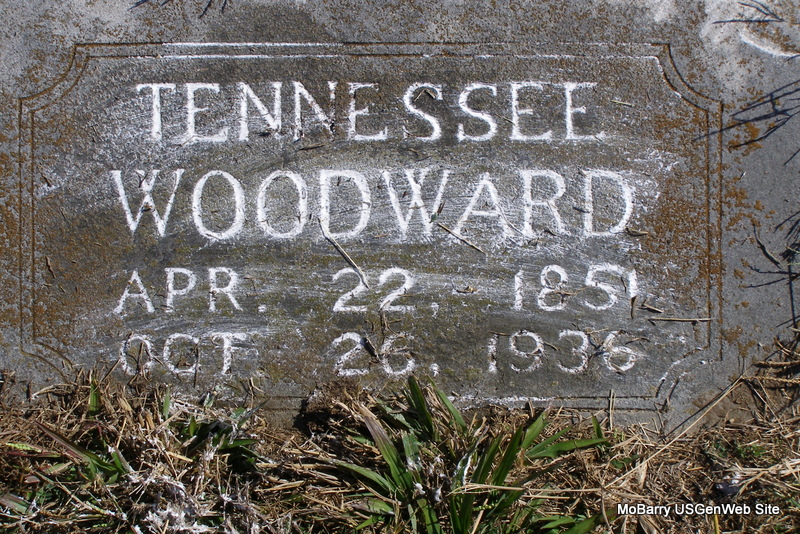 TENNESSEE
WOODWARD
APR. 22, 1851
OCT. 26, 1936
MoBarry USGenWeb Site